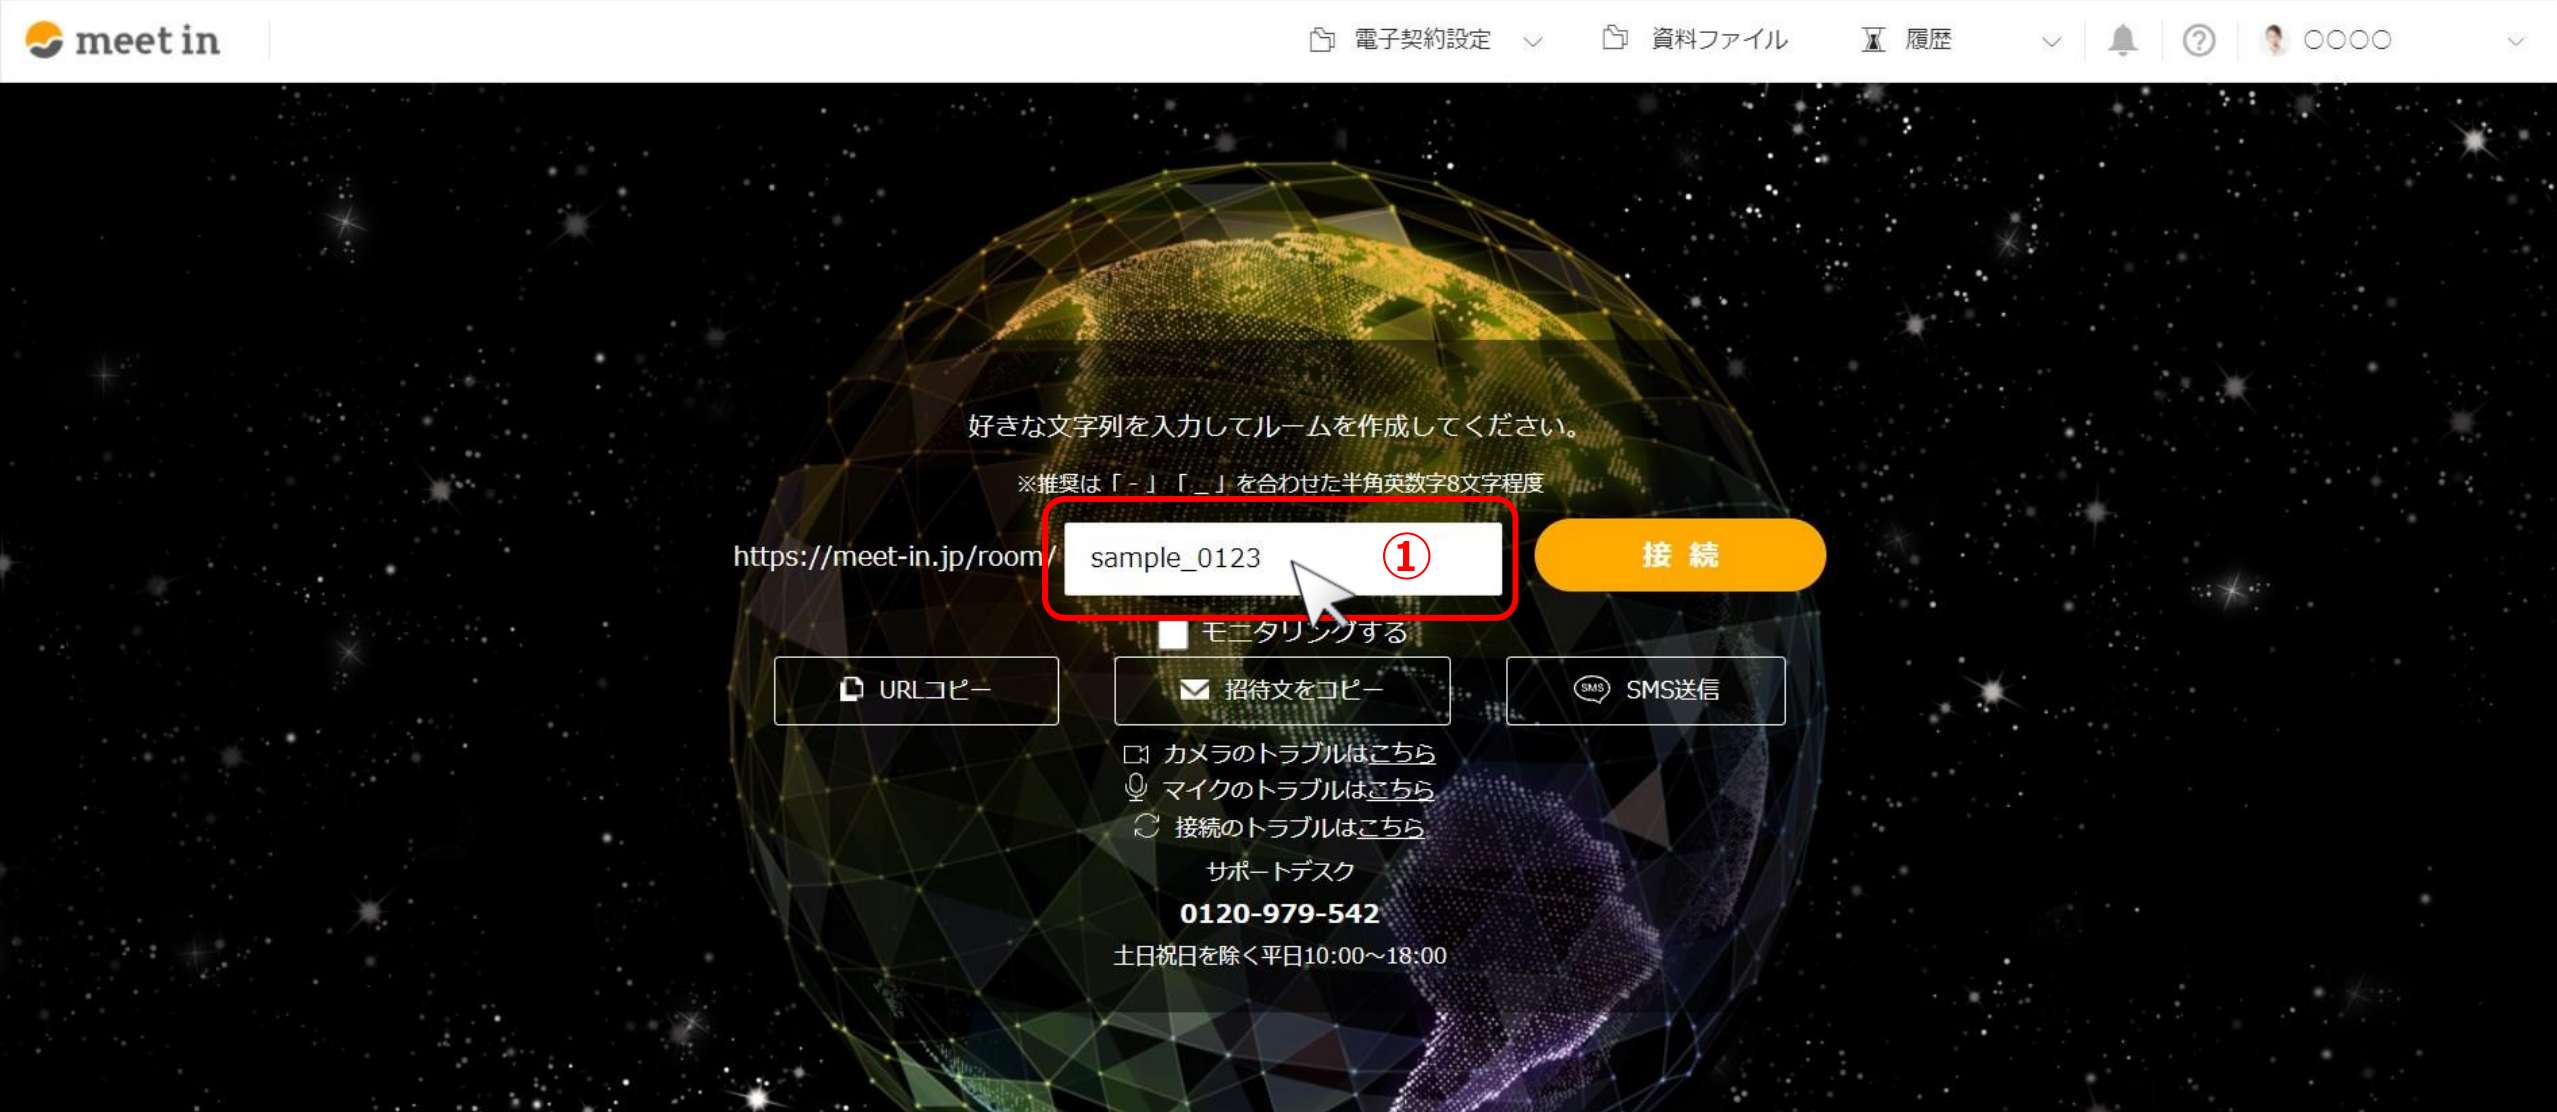 meet in
電子契約設定
資料ファイル
履歴
〇〇〇〇
好きな文字列を入力してルームを作成してください。
※推奨は「-」「_」を合わせた半角英数字8文字程度
https://meet-in.jp/room/
sample_0123
①
接 続
モニタリングする
URLコピー
招待文をコピー
SMS
SMS送信
カメラのトラブルはこちら
マイクのトラブルはこちら
接続のトラブルはこちら
サポートデスク
0120-979-542
土日祝日を除く平日10:00～18:00